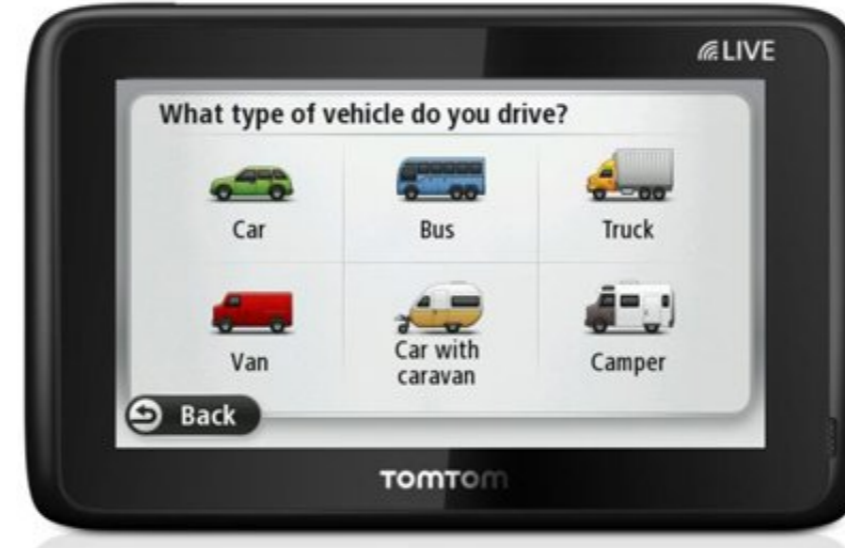 LIVE
What type of vehicle do you drive?
Car
Bus
Truck
Van
Car with
caravan
Camper
Back
TOMTOM